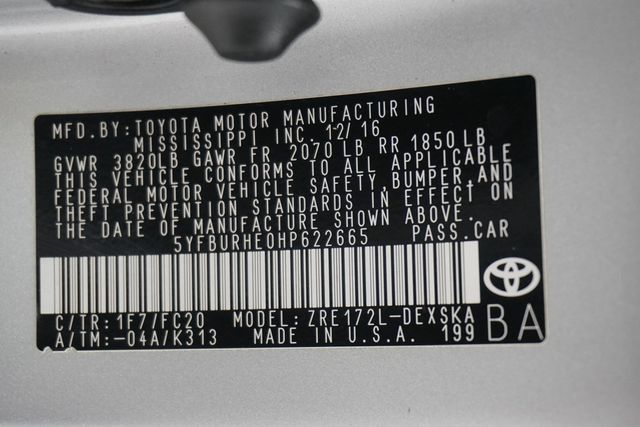 MFD. BY: TOYOTA MOTOR MANUFACTURING
MISSISSIPPI INC. 12/16
GVWR 3820LB GAWR FR 2070 LB RR 1850 LB
THIS VEHICLE CONFORMS TO ALL APPLICABLE
FEDERAL MOTOR VEHICLE SAFETY, BUMPER, AND
THEFT PREVENTION STANDARDS IN EFFECT ON
THE DATE OF MANUFACTURE SHOWN ABOVE.
5YFBURHE0HP622665 PASS. CAR
C/TR: 1F7/FC20 MODEL: ZRE172L-DEXSKA
A/TM: -04A/K313 MADE IN U.S.A. 199
BA